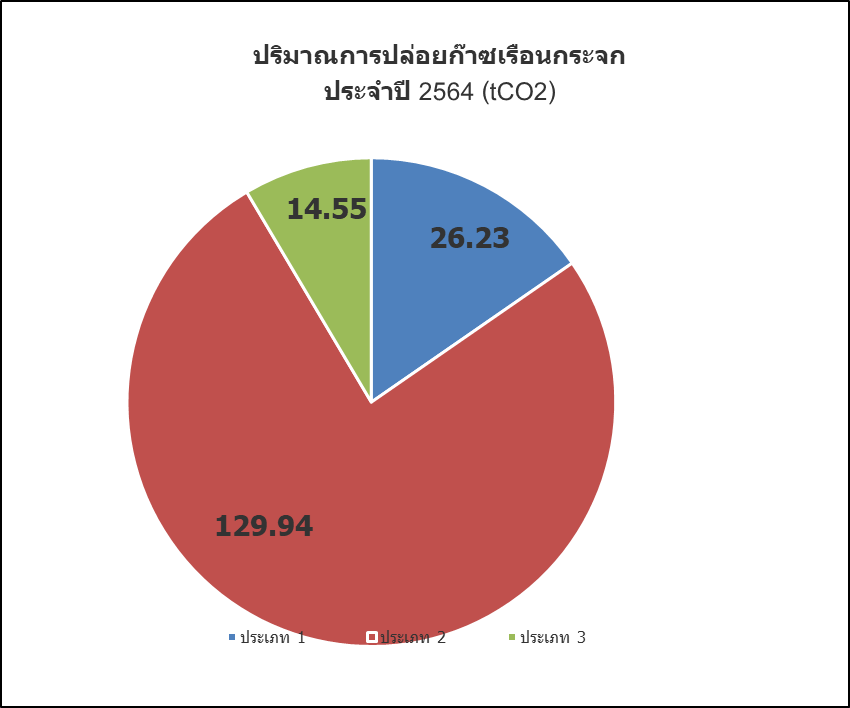 ปริมาณการปล่อยก๊าซเรือนกระจก
ประจำปี 2564 (tCO2)
14.55
26.23
129.94
ประเภท 1 ประเภท 2 ประเภท 3